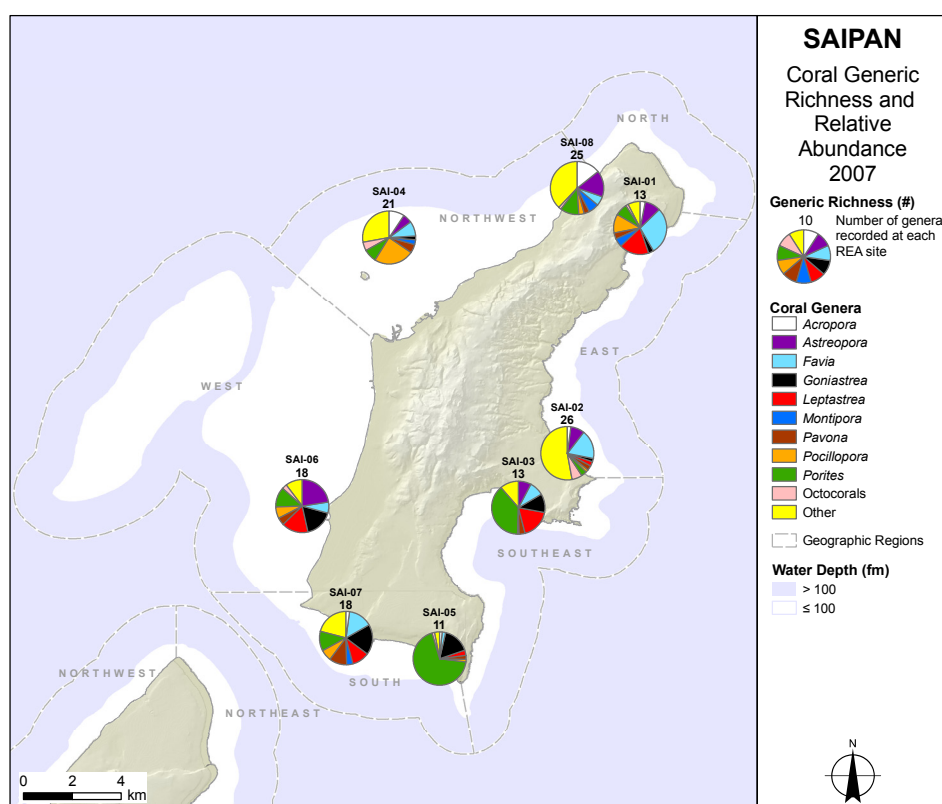 SAIPAN
Coral Generic
Richness and
Relative
Abundance
2007
Generic Richness (#)
10
Number of genera
recorded at each
REA site
Coral Genera
Acropora
Astreopora
Favia
Goniastrea
Leptastrea
Montipora
Pavona
Pocillopora
Porites
Octocorals
Other
Geographic Regions
Water Depth (fm)
> 100
≤ 100
N
NORTH
SAI-08
25
SAI-01
13
SAI-04
21
NORTHWEST
EAST
WEST
SAI-02
26
SAI-03
13
SAI-06
18
SOUTHEAST
SAI-07
18
SAI-05
11
SOUTH
NORTHWEST
NORTHEAST
0 2 4
km